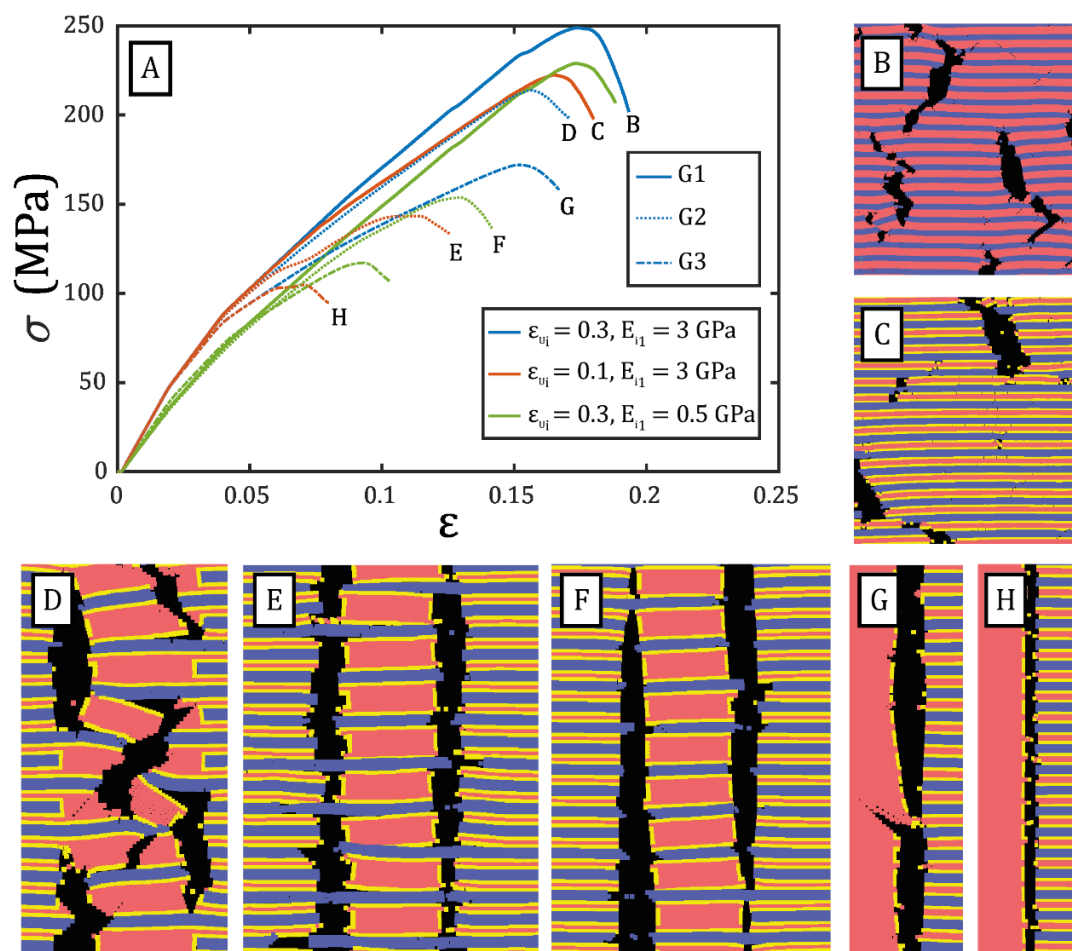 250
200
150
100
50
0
σ (MPa)
A
B
C
D
G
F
E
H
G1
G2
G3
ε_υi = 0.3, E_i1 = 3 GPa
ε_υi = 0.1, E_i1 = 3 GPa
ε_υi = 0.3, E_i1 = 0.5 GPa
0 0.05 0.1 0.15 0.2 0.25
ε
B
C
D
E
F
G
H